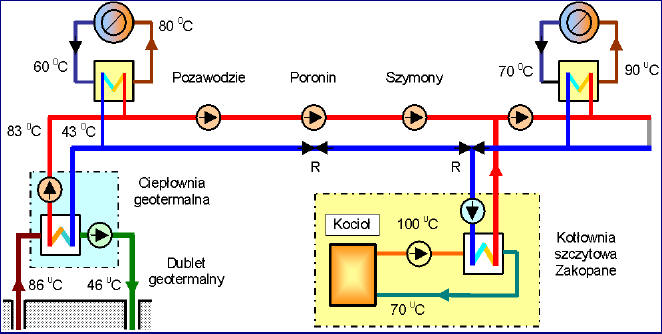 80 °C
60 °C
70 °C
90 °C
Pozawodzie
Poronin
Szymony
83 °C
43 °C
R
R
Ciepłownia
geotermalna
Kocioł
100 °C
Kotłownia
szczytowa
Zakopane
Dublet
geotermalny
86 °C
46 °C
70 °C